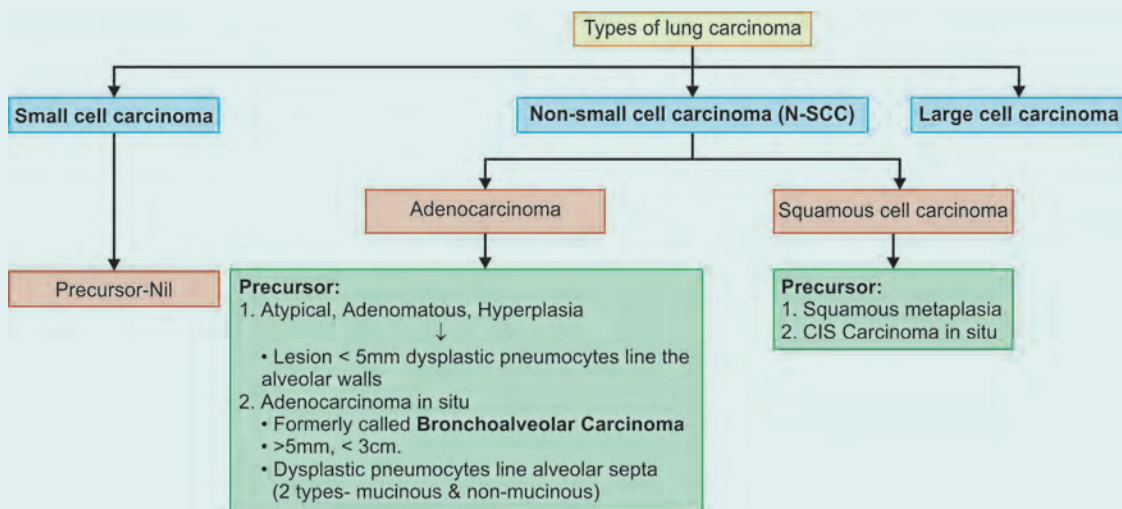 Types of lung carcinoma
Small cell carcinoma
Non-small cell carcinoma (N-SCC)
Large cell carcinoma
Adenocarcinoma
Squamous cell carcinoma
Precursor-Nil
Precursor:
1. Atypical, Adenomatous, Hyperplasia
↓
• Lesion < 5mm dysplastic pneumocytes line the
alveolar walls
2. Adenocarcinoma in situ
• Formerly called Bronchoalveolar Carcinoma
• >5mm, < 3cm.
• Dysplastic pneumocytes line alveolar septa
(2 types- mucinous & non-mucinous)
Precursor:
1. Squamous metaplasia
2. CIS Carcinoma in situ